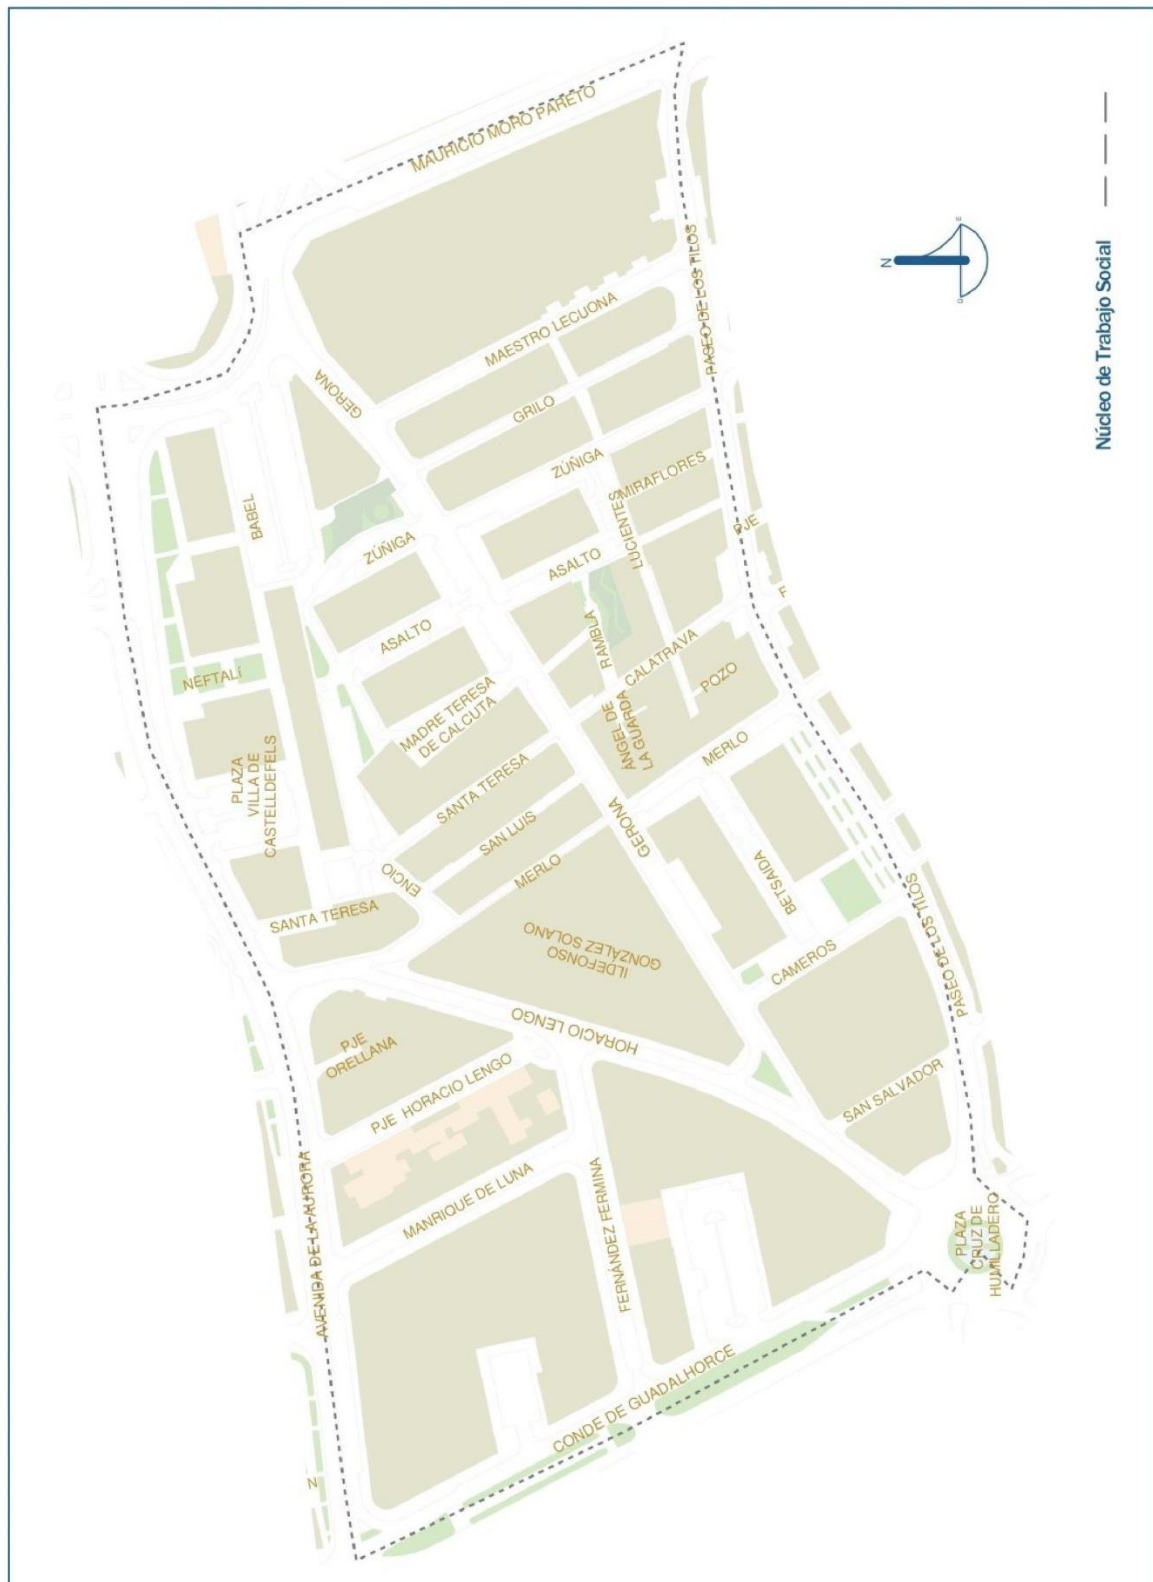 MAURICIO MORO PARETO
N
E
O
Núcleo de Trabajo Social
MAESTRO LECUONA
PASEO DE LOS TILOS
GERONA
GRILO
ZÚÑIGA
MIRAFLORES
LUCIENTES
BABEL
ZÚÑIGA
ASALTO
PJE
ASALTO
RAMBLA
CALATRAVA
NEFTALÍ
MADRE TERESA
DE CALCUTA
POZO
ÁNGEL DE
LA GUARDA
PLAZA
VILLA DE
CASTELLDEFELS
SANTA TERESA
MERLO
SAN LUIS
GERONA
ENCIO
MERLO
BETSAIDA
SANTA TERESA
ILDEFONSO
GONZÁLEZ SOLANO
CAMEROS
PASEO DE LOS TILOS
HORACIO LENGO
PJE
ORELLANA
PJE HORACIO LENGO
SAN SALVADOR
AVENIDA DE LA AURORA
MANRIQUE DE LUNA
FERNÁNDEZ FERMINA
PLAZA
CRUZ DE
HUMILLADERO
CONDE DE GUADALHORCE
N